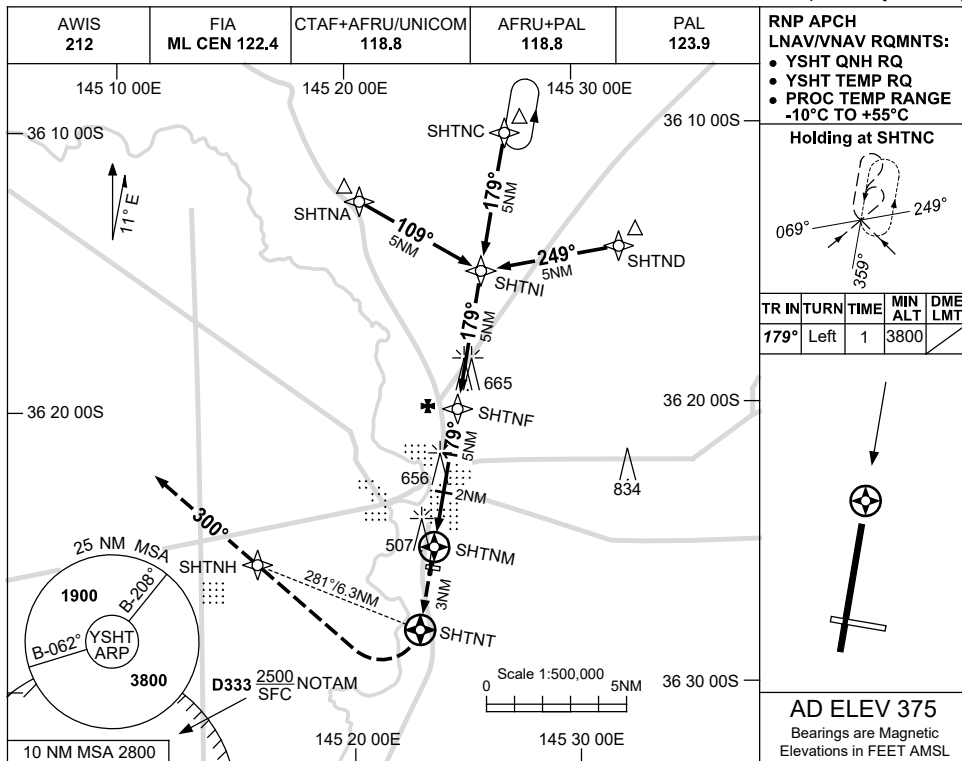 AWIS
212
FIA
ML CEN 122.4
CTAF+AFRU/UNICOM
118.8
AFRU+PAL
118.8
PAL
123.9
RNP APCH
LNAV/VNAV RQMNTS:
• YSHT QNH RQ
• YSHT TEMP RQ
• PROC TEMP RANGE
-10°C TO +55°C
145 10 00E
145 20 00E
145 30 00E
36 10 00S
36 10 00S
SHTNC
Holding at SHTNC
069°
249°
359°
11° E
179°
5NM
SHTNA
109°
5NM
249°
5NM
SHTND
SHTNI
179°
5NM
TR IN
TURN
TIME
MIN
ALT
DME
LMT
179°
Left
1
3800
665
36 20 00S
36 20 00S
SHTNF
179°
5NM
656
2NM
834
507
SHTNM
300°
SHTNH
281°/6.3NM
3NM
SHTNT
25 NM MSA
1900
B-208°
B-062°
YSHT
ARP
3800
D333 2500
SFC NOTAM
Scale 1:500,000
0
5NM
36 30 00S
10 NM MSA 2800
145 20 00E
145 30 00E
AD ELEV 375
Bearings are Magnetic
Elevations in FEET AMSL